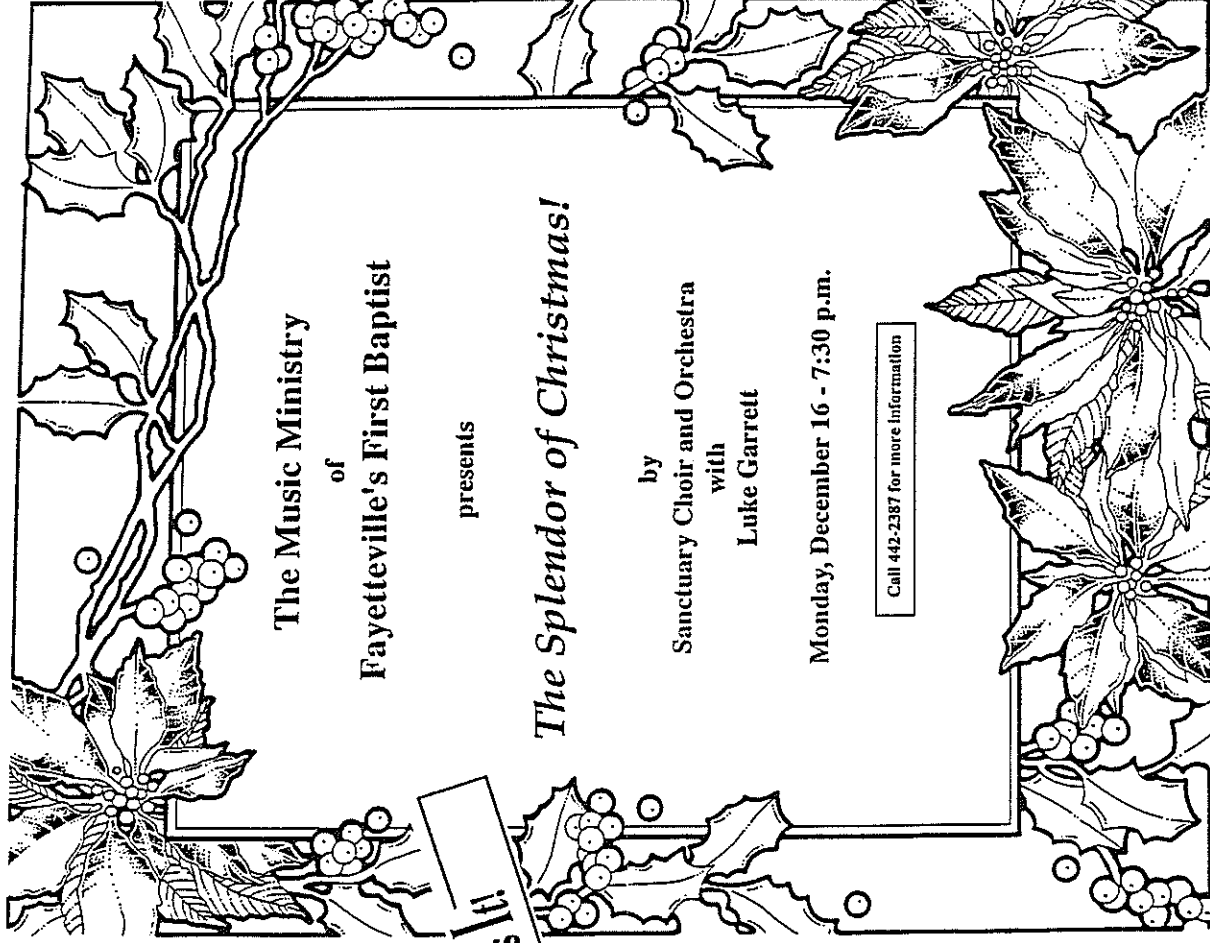 The Music Ministry
of
Fayetteville's First Baptist
presents
The Splendor of Christmas!
by
Sanctuary Choir and Orchestra
with
Luke Garrett
Monday, December 16 - 7:30 p.m.
Call 442-2387 for more information